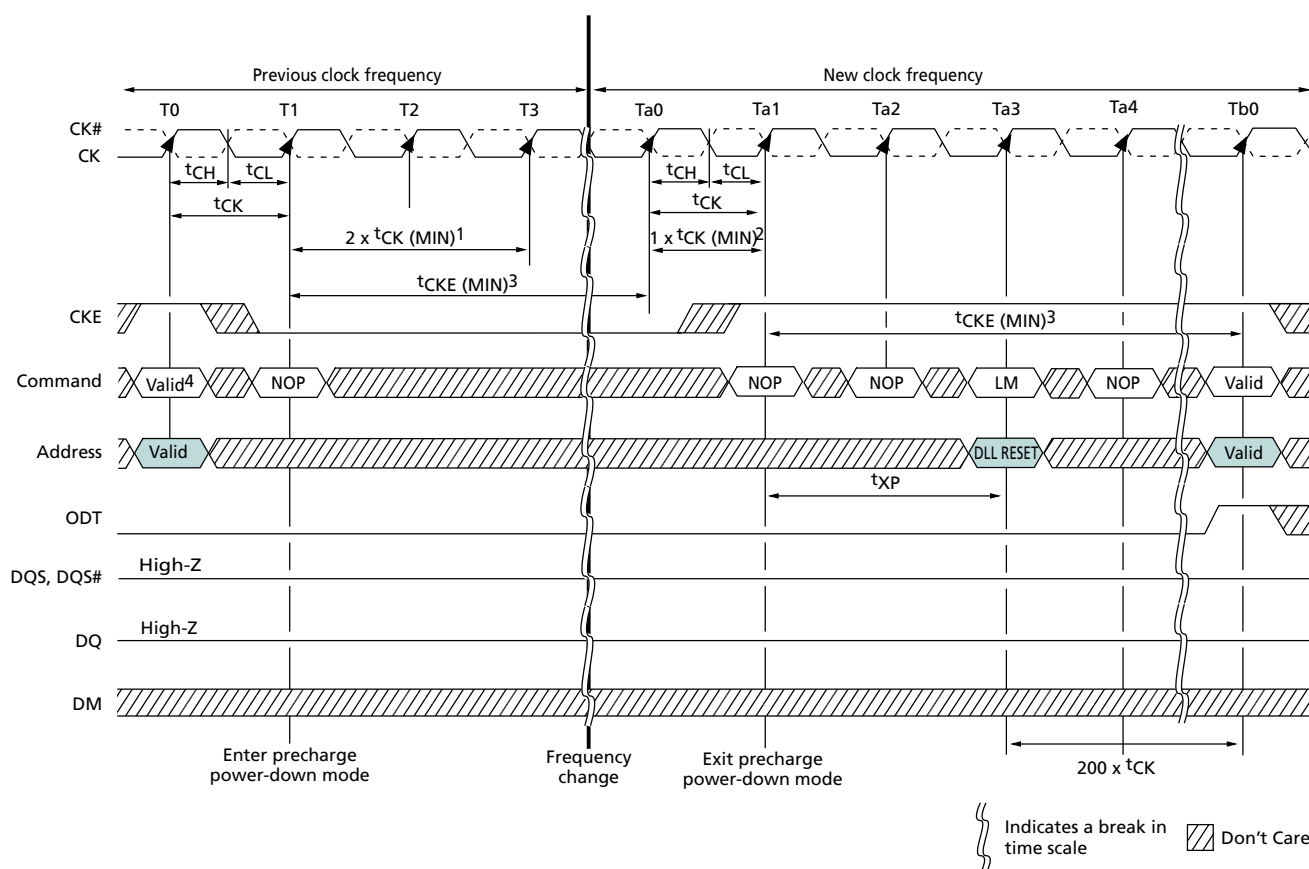 Previous clock frequency
New clock frequency
T0 T1 T2 T3 Ta0 Ta1 Ta2 Ta3 Ta4 Tb0
CK#
CK
tCH tCL tCH tCL
tCK tCK
2 x tCK (MIN)1 1 x tCK (MIN)2
tCKE (MIN)3
CKE
tCKE (MIN)3
Command Valid4 NOP NOP NOP LM NOP Valid
Address Valid DLL RESET Valid
tXP
ODT
High-Z
DQS, DQS#
High-Z
DQ
DM
Enter precharge
power-down mode
Frequency
change
Exit precharge
power-down mode
200 x tCK
Indicates a break in
time scale
Don't Care